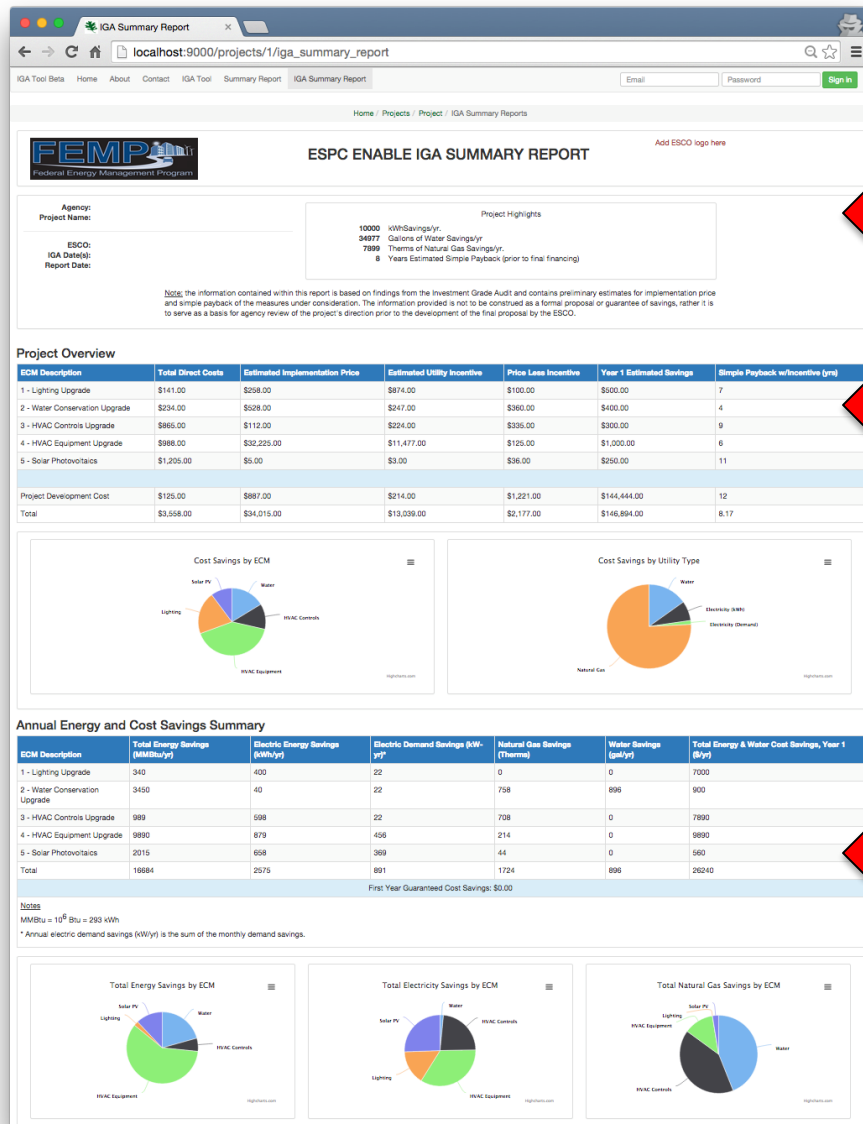 IGA Summary Report
localhost:9000/projects/1/iga_summary_report
IGA Tool Beta Home About Contact IGA Tool Summary Report IGA Summary Report Email Password Sign in
Home / Projects / Project / IGA Summary Reports
FEMP
Federal Energy Management Program
ESPC ENABLE IGA SUMMARY REPORT
Add ESCO logo here
Agency:
Project Name:
ESCO:
IGA Date(s):
Report Date:
Project Highlights
10000 kWhSavings/yr.
34977 Gallons of Water Savings/yr
7899 Therms of Natural Gas Savings/yr.
8 Years Estimated Simple Payback (prior to final financing)
Note: the information contained within this report is based on findings from the Investment Grade Audit and contains preliminary estimates for implementation price
and simple payback of the measures under consideration. The information provided is not to be construed as a formal proposal or guarantee of savings, rather it is
to serve as a basis for agency review of the project's direction prior to the development of the final proposal by the ESCO.
Project Overview
ECM Description Total Direct Costs Estimated Implementation Price Estimated Utility Incentive Price Less Incentive Year 1 Estimated Savings Simple Payback w/Incentive (yrs)
1 - Lighting Upgrade $141.00 $258.00 $874.00 $100.00 $500.00 7
2 - Water Conservation Upgrade $234.00 $528.00 $247.00 $360.00 $400.00 4
3 - HVAC Controls Upgrade $865.00 $112.00 $224.00 $335.00 $300.00 9
4 - HVAC Equipment Upgrade $988.00 $32,225.00 $11,477.00 $125.00 $1,000.00 6
5 - Solar Photovoltaics $1,205.00 $5.00 $3.00 $36.00 $250.00 11
Project Development Cost $125.00 $887.00 $214.00 $1,221.00 $144,444.00 12
Total $3,558.00 $34,015.00 $13,039.00 $2,177.00 $146,894.00 8.17
Cost Savings by ECM
Solar PV
Water
Lighting
HVAC Controls
HVAC Equipment
Highcharts.com
Cost Savings by Utility Type
Water
Electricity (kWh)
Electricity (Demand)
Natural Gas
Highcharts.com
Annual Energy and Cost Savings Summary
ECM Description Total Energy Savings (MMBtu/yr) Electric Energy Savings (kWh/yr) Electric Demand Savings (kW-yr)* Natural Gas Savings (Therms) Water Savings (gal/yr) Total Energy & Water Cost Savings, Year 1 ($/yr)
1 - Lighting Upgrade 340 400 22 0 0 7000
2 - Water Conservation Upgrade 3450 40 22 758 896 900
3 - HVAC Controls Upgrade 989 598 22 708 0 7890
4 - HVAC Equipment Upgrade 9890 879 456 214 0 9890
5 - Solar Photovoltaics 2015 658 369 44 0 560
Total 16684 2575 891 1724 896 26240
First Year Guaranteed Cost Savings: $0.00
Notes
MMBtu = 10^6 Btu = 293 kWh
* Annual electric demand savings (kW/yr) is the sum of the monthly demand savings.
Total Energy Savings by ECM
Solar PV
Lighting
Water
HVAC Controls
HVAC Equipment
Highcharts.com
Total Electricity Savings by ECM
Water
Solar PV
HVAC Controls
Lighting
HVAC Equipment
Highcharts.com
Total Natural Gas Savings by ECM
Solar PV
Lighting
HVAC Equipment
Water
HVAC Controls
Highcharts.com